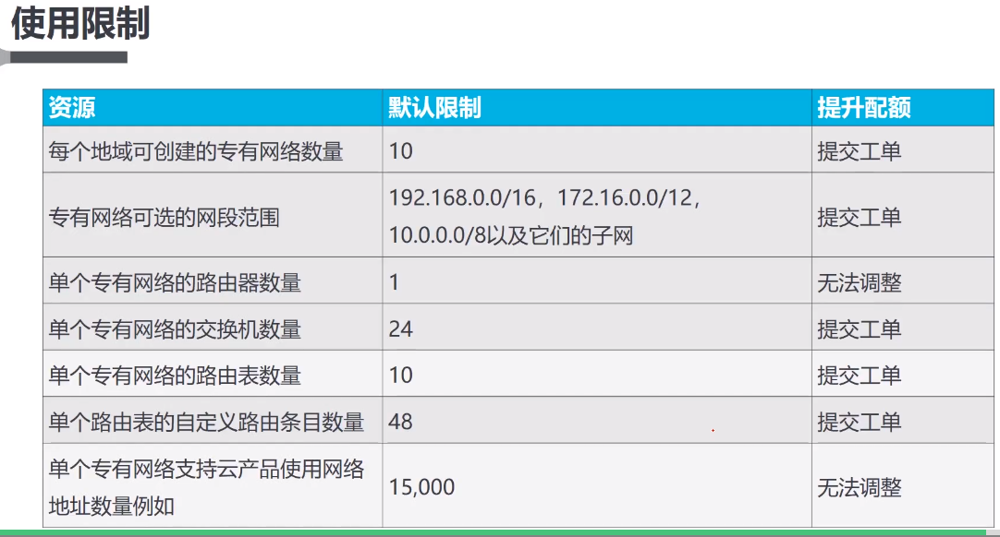 使用限制
资源 默认限制 提升配额
每个地域可创建的专有网络数量 10 提交工单
专有网络可选的网段范围 192.168.0.0/16，172.16.0.0/12，
10.0.0.0/8以及它们的子网 提交工单
单个专有网络的路由器数量 1 无法调整
单个专有网络的交换机数量 24 提交工单
单个专有网络的路由表数量 10 提交工单
单个路由表的自定义路由条目数量 48 提交工单
单个专有网络支持云产品使用网络
地址数量例如 15,000 无法调整